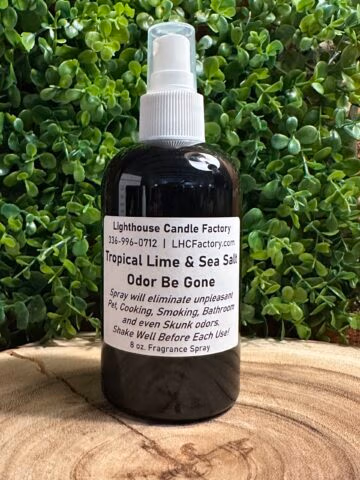 Lighthouse Candle Factory
336-996-0712 | LHCFactory.com
Tropical Lime & Sea Salt
Odor Be Gone
Spray will eliminate unpleasant
Pet, Cooking, Smoking, Bathroom
and even Skunk odors.
Shake Well Before Each Use!
8 oz. Fragrance Spray